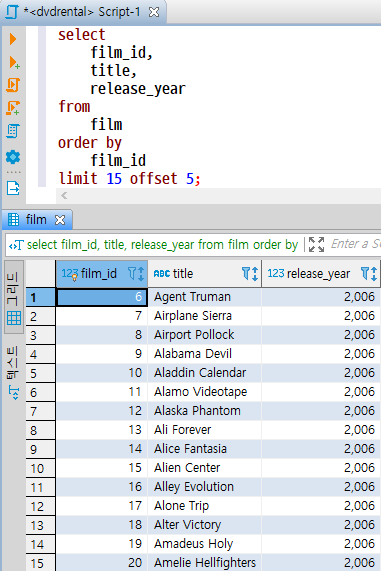 *<dvdrental> Script-1
select
film_id,
title,
release_year
from
film
order by
film_id
limit 15 offset 5;
film
select film_id, title, release_year from film order by
Enter a S
그리드
텍스트
123 film_id ABC title 123 release_year
1 6 Agent Truman 2,006
2 7 Airplane Sierra 2,006
3 8 Airport Pollock 2,006
4 9 Alabama Devil 2,006
5 10 Aladdin Calendar 2,006
6 11 Alamo Videotape 2,006
7 12 Alaska Phantom 2,006
8 13 Ali Forever 2,006
9 14 Alice Fantasia 2,006
10 15 Alien Center 2,006
11 16 Alley Evolution 2,006
12 17 Alone Trip 2,006
13 18 Alter Victory 2,006
14 19 Amadeus Holy 2,006
15 20 Amelie Hellfighters 2,006